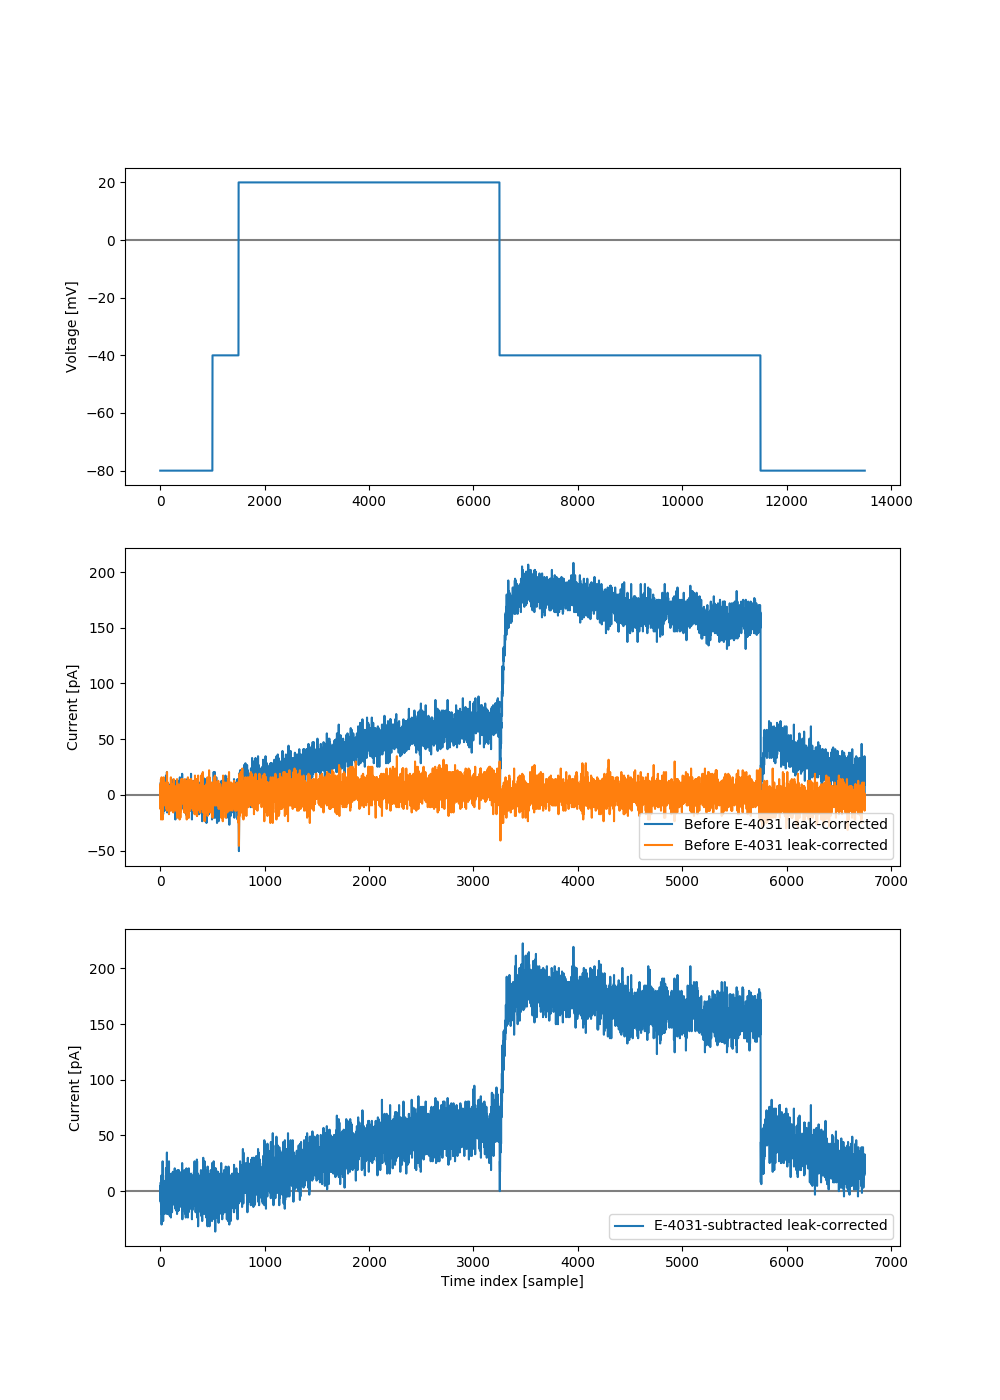 20
0
−20
−40
−60
−80
Voltage [mV]
0 2000 4000 6000 8000 10000 12000 14000
200
150
100
50
0
−50
Current [pA]
Before E-4031 leak-corrected
Before E-4031 leak-corrected
0 1000 2000 3000 4000 5000 6000 7000
200
150
100
50
0
Current [pA]
E-4031-subtracted leak-corrected
0 1000 2000 3000 4000 5000 6000 7000
Time index [sample]